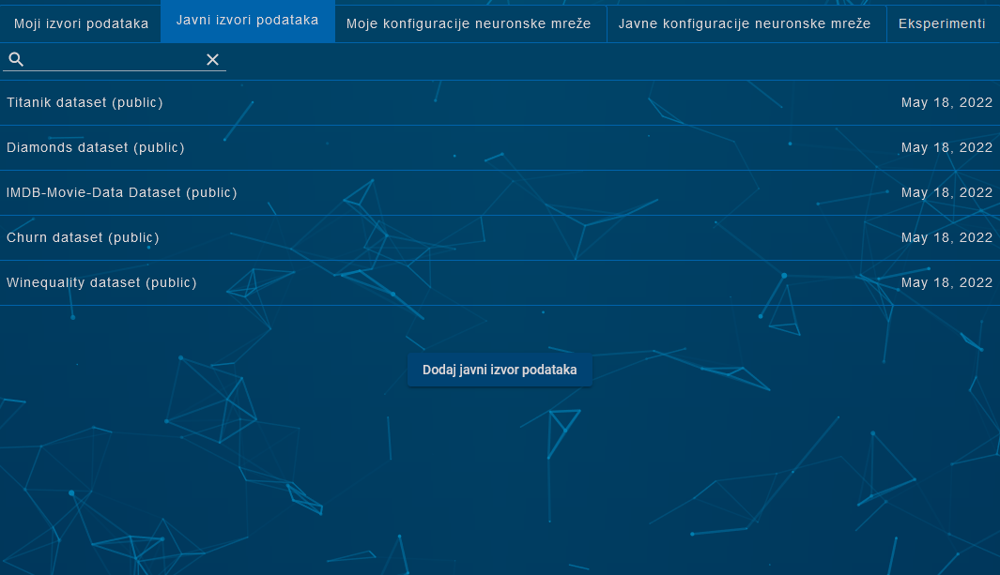 Moji izvori podataka Javni izvori podataka Moje konfiguracije neuronske mreže Javne konfiguracije neuronske mreže Eksperimenti
Titanik dataset (public) May 18, 2022
Diamonds dataset (public) May 18, 2022
IMDB-Movie-Data Dataset (public) May 18, 2022
Churn dataset (public) May 18, 2022
Winequality dataset (public) May 18, 2022
Dodaj javni izvor podataka